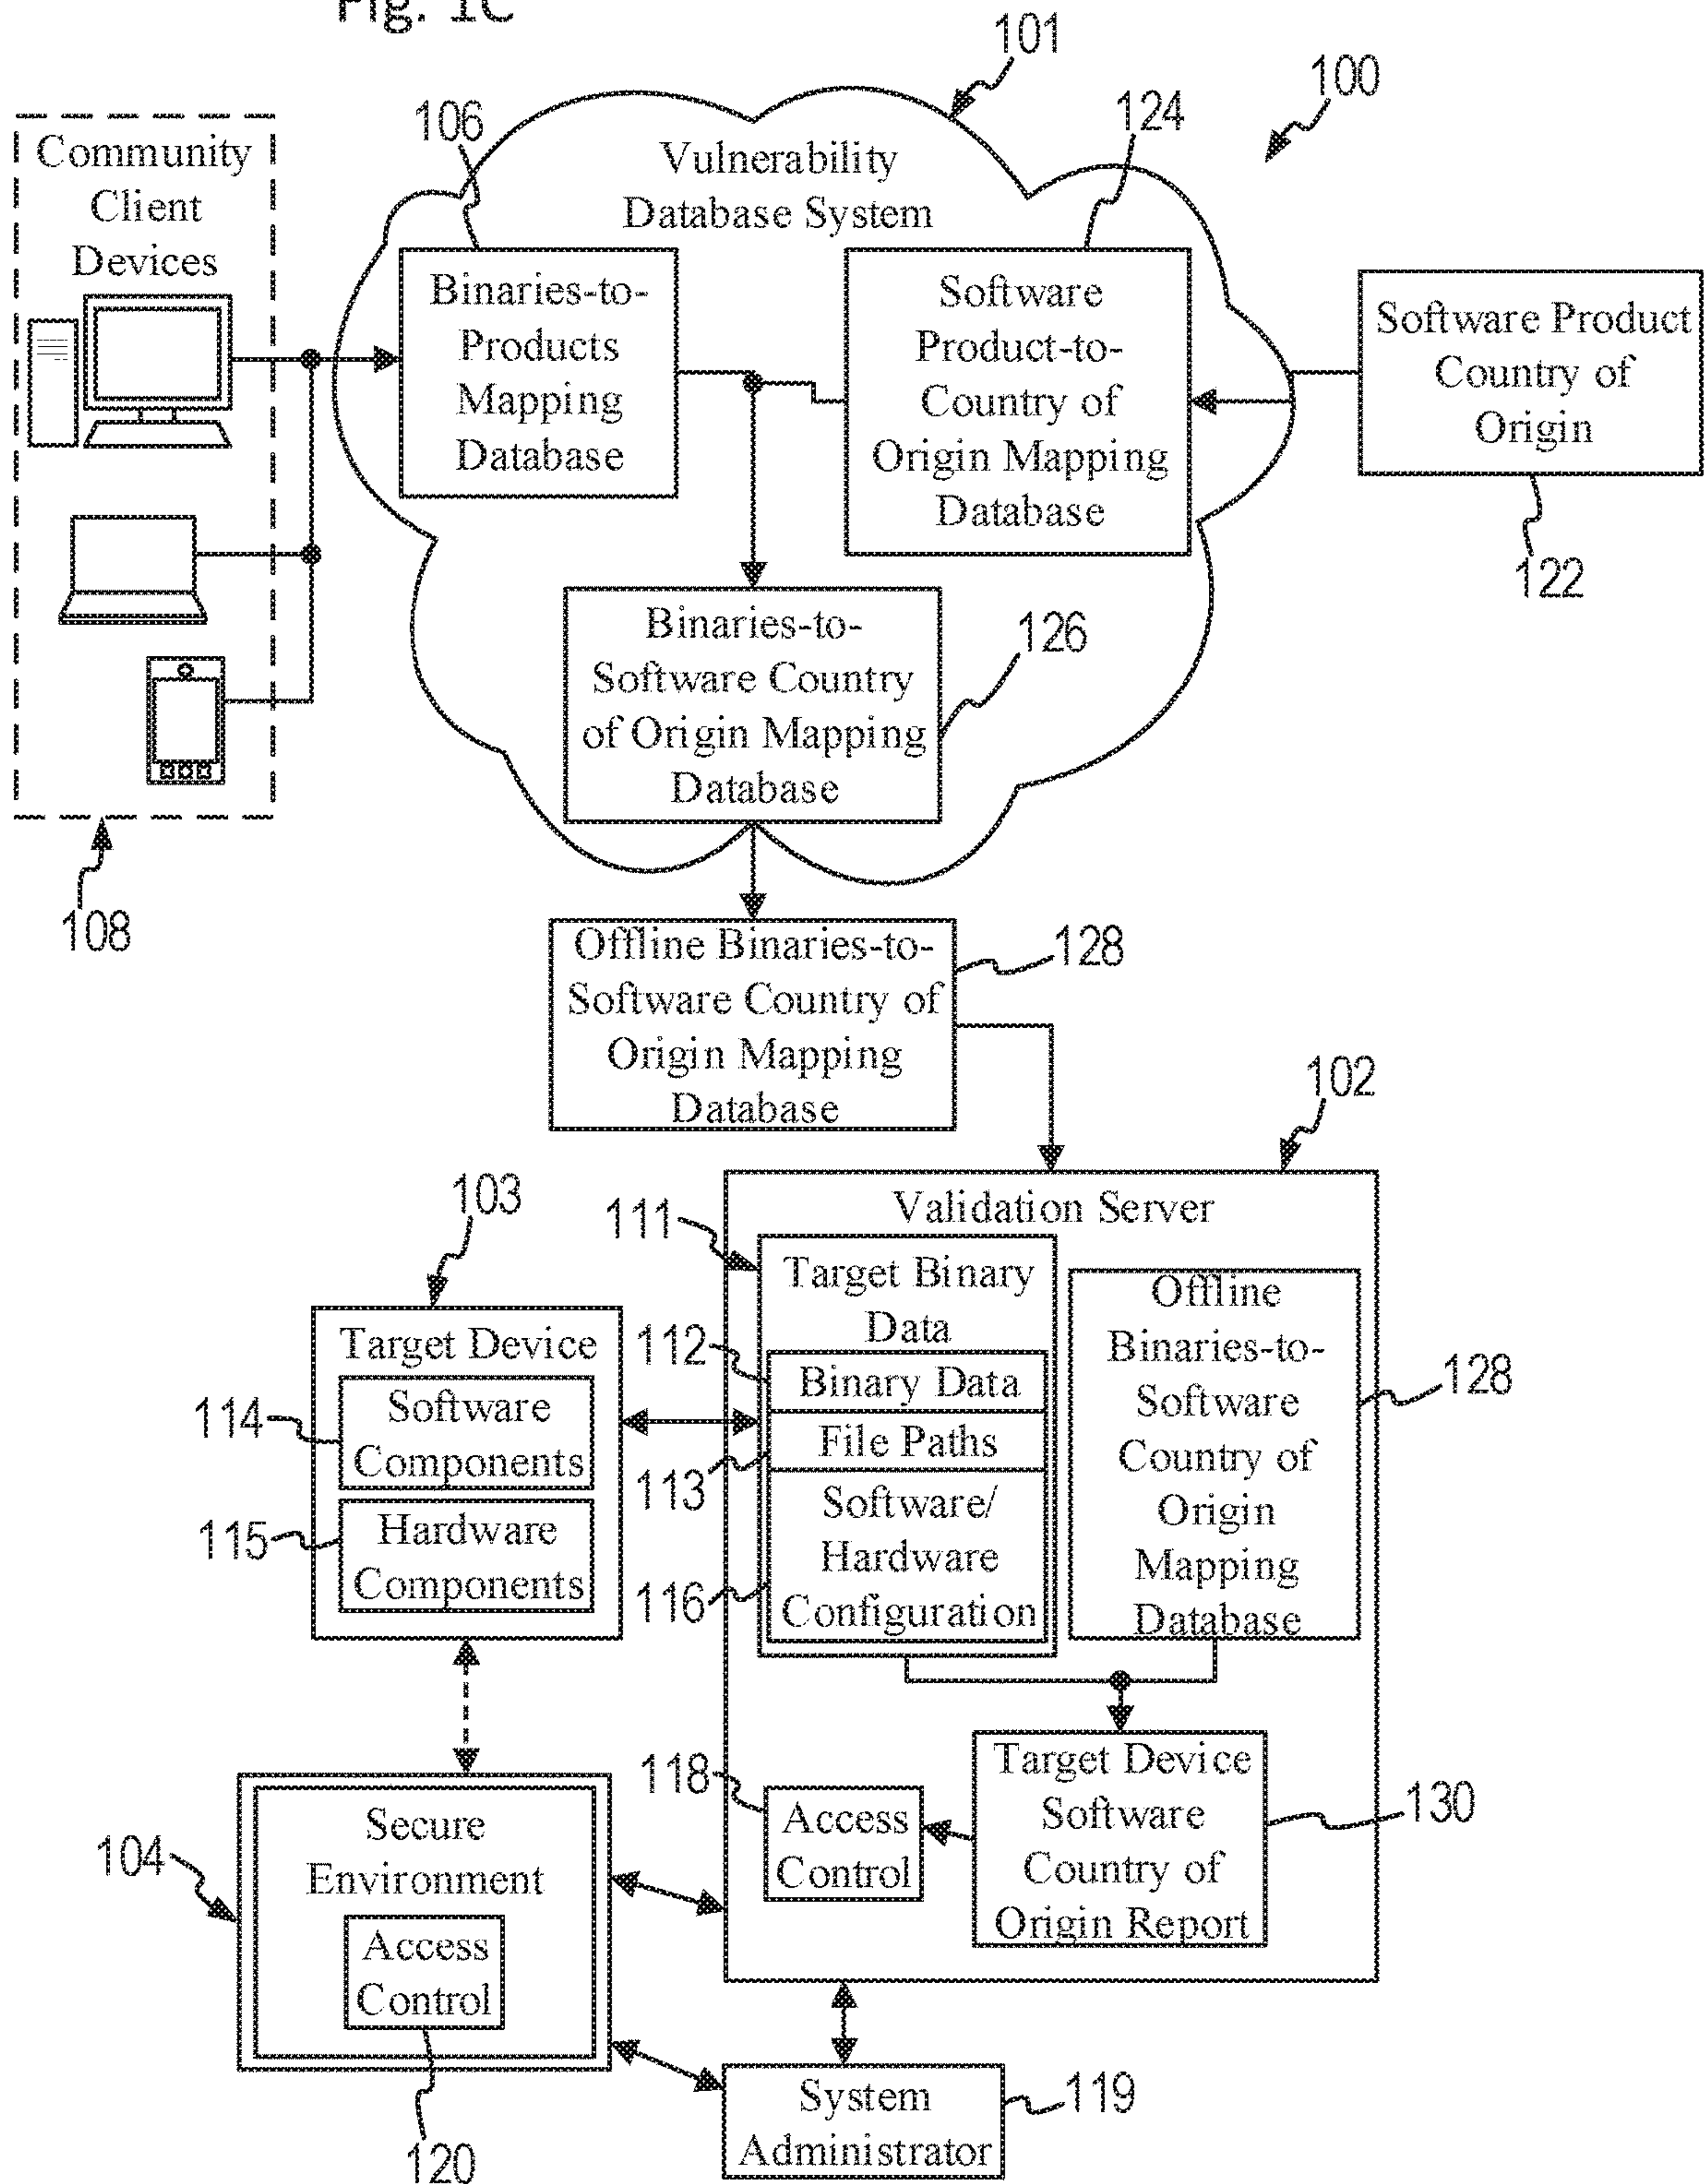 Fig. 1C
101
100
106
124
Community
Client
Devices
Vulnerability
Database System
Binaries-to-
Products
Mapping
Database
Software
Product-to-
Country of
Origin Mapping
Database
Software Product
Country of
Origin
122
Binaries-to-
Software Country
of Origin Mapping
Database
126
108
Offline Binaries-to-
Software Country of
Origin Mapping
Database
128
102
103
111
Validation Server
Target Binary
Data
112
Binary Data
File Paths
113
Software/
Hardware
Configuration
116
Offline
Binaries-to-
Software
Country of
Origin
Mapping
Database
128
Target Device
114
Software
Components
115
Hardware
Components
118
Access
Control
Target Device
Software
Country of
Origin Report
130
104
Secure
Environment
Access
Control
120
System
Administrator
119